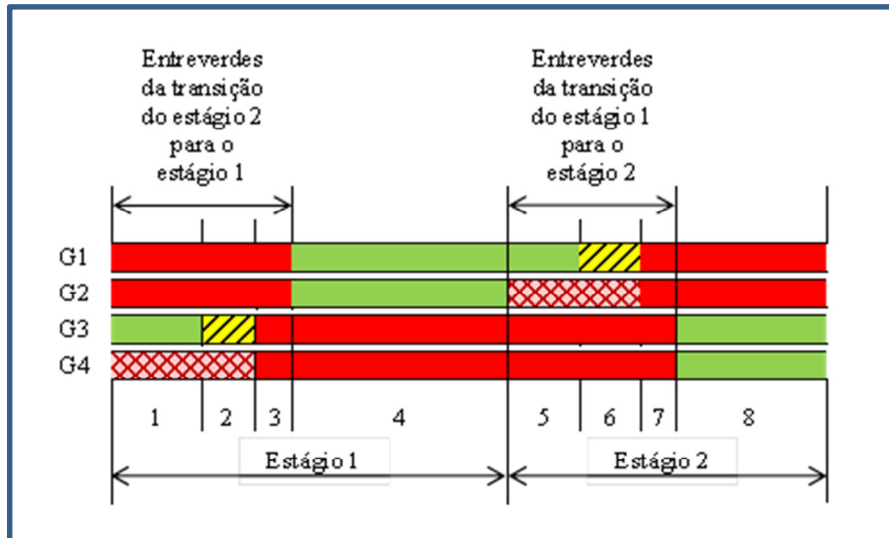 Entreverdes
da transição
do estágio 2
para o
estágio 1
Entreverdes
da transição
do estágio 1
para o
estágio 2
G1
G2
G3
G4
1 2 3 4 5 6 7 8
Estágio 1 Estágio 2